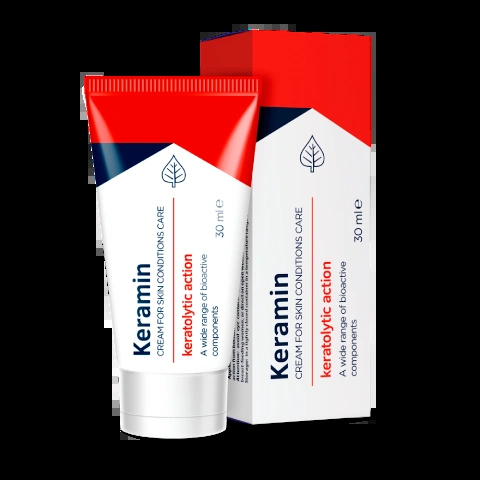 Keramin
CREAM FOR SKIN CONDITIONS CARE
keratolytic action
A wide range of bioactive
components
30 ml ℮
Keramin
CREAM FOR SKIN CONDITIONS CARE
keratolytic action
A wide range of bioactive
components
30 ml ℮